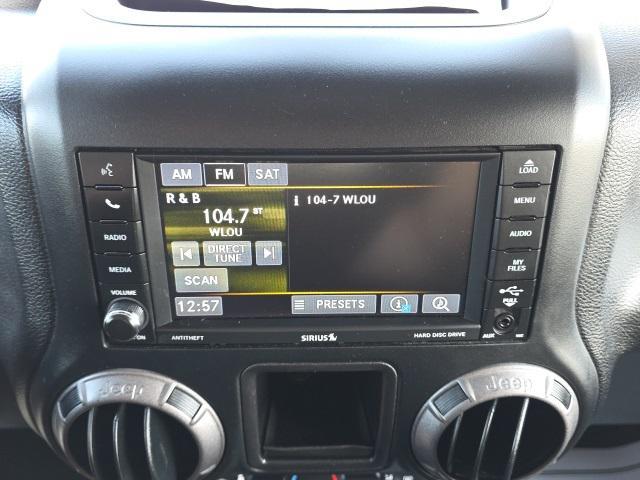 LOAD
AM FM SAT
MENU
R & B
i 104-7 WLOU
104.7 ST
WLOU
RADIO
AUDIO
DIRECT
TUNE
MEDIA
MY
FILES
SCAN
VOLUME
12:57
PRESETS
PULL
ANTITHEFT
SIRIUS
HARD DISC DRIVE
AUX
Jeep
Jeep